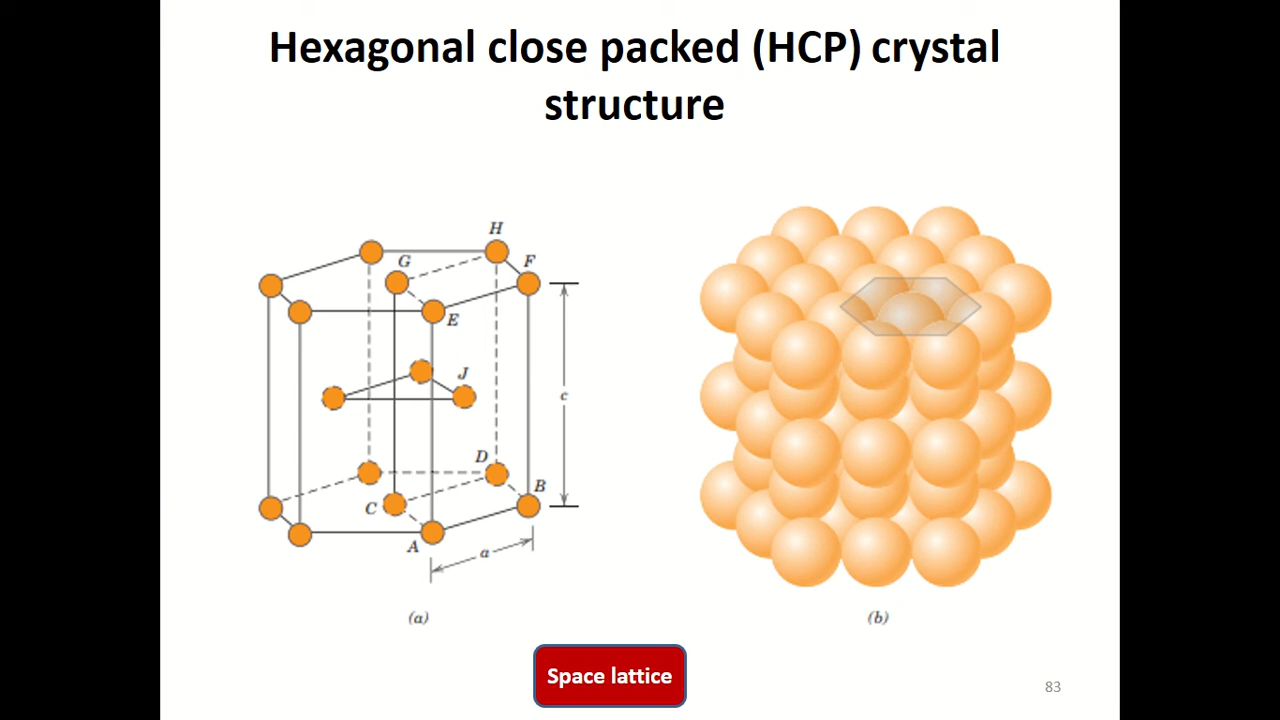 Hexagonal close packed (HCP) crystal
structure
H
G
F
E
J
c
D
B
C
A
a
(a)
(b)
Space lattice
83